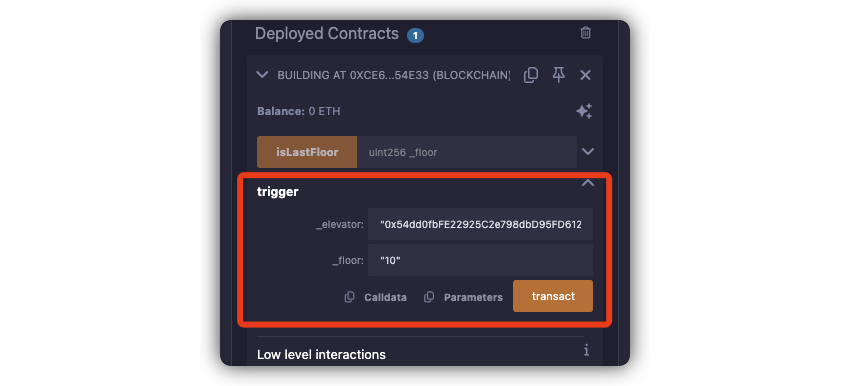 Deployed Contracts 1
BUILDING AT 0XCE6...54E33 (BLOCKCHAIN)
Balance: 0 ETH
isLastFloor uint256 _floor
trigger
_elevator: "0x54dd0fbFE22925C2e798dbD95FD612
_floor: "10"
Calldata Parameters transact
Low level interactions i